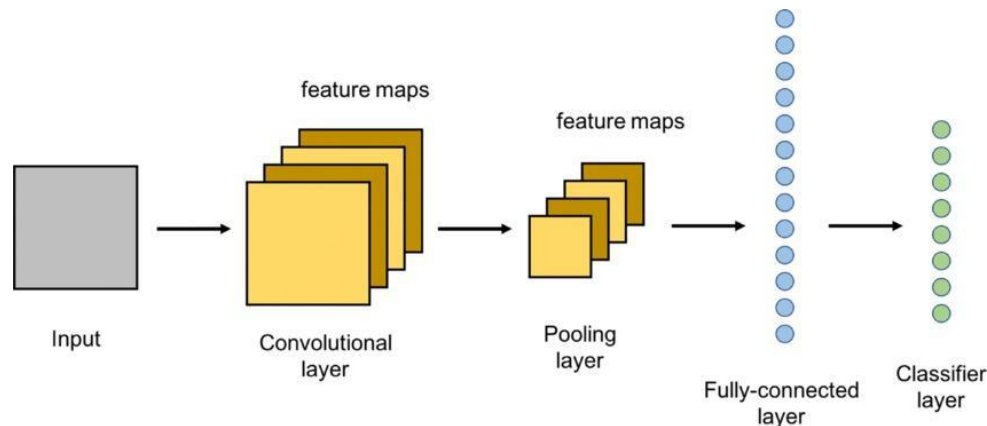 feature maps
feature maps
Input
Convolutional
layer
Pooling
layer
Fully-connected
layer
Classifier
layer